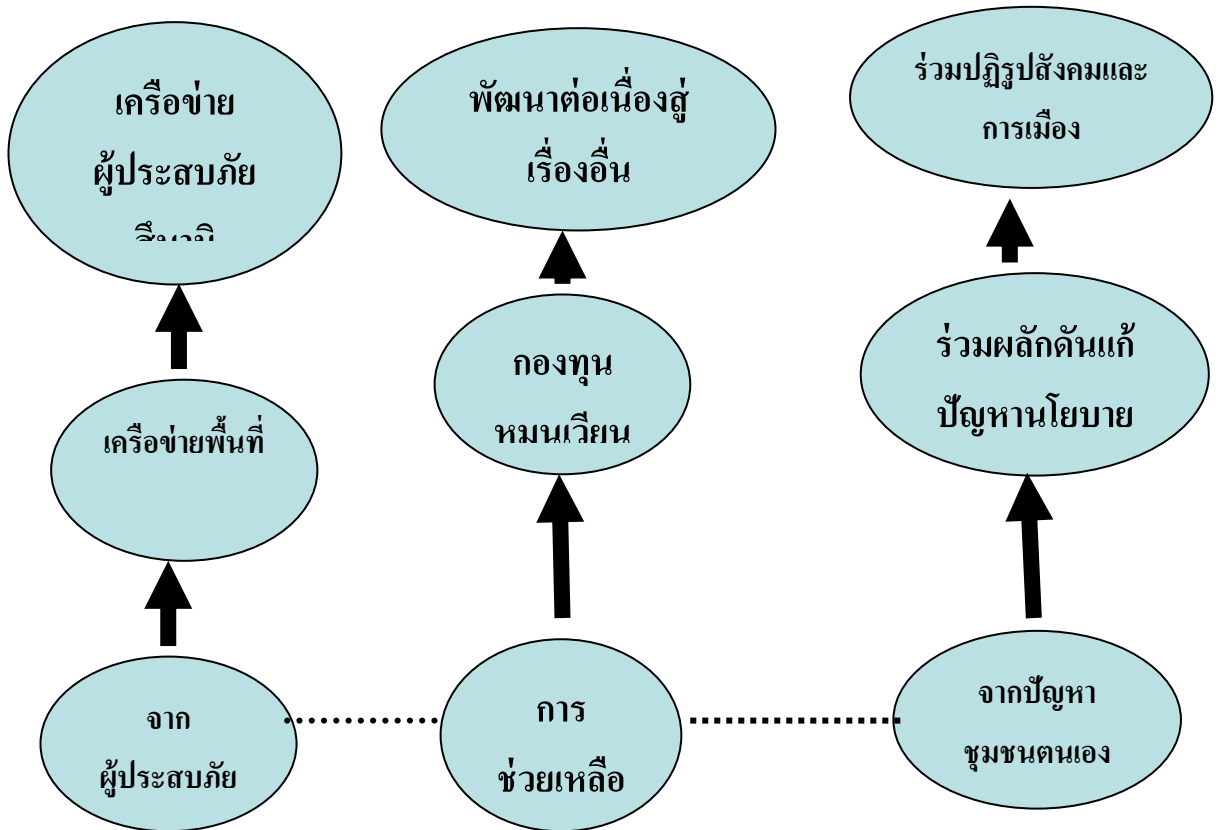 เครือข่าย
ผู้ประสบภัย
สึนามิ
พัฒนาต่อเนื่องสู่
เรื่องอื่น
ร่วมปฏิรูปสังคมและ
การเมือง
เครือข่ายพื้นที่
กองทุน
หมุนเวียน
ร่วมผลักดันแก้
ปัญหานโยบาย
จาก
ผู้ประสบภัย
การ
ช่วยเหลือ
จากปัญหา
ชุมชนตนเอง